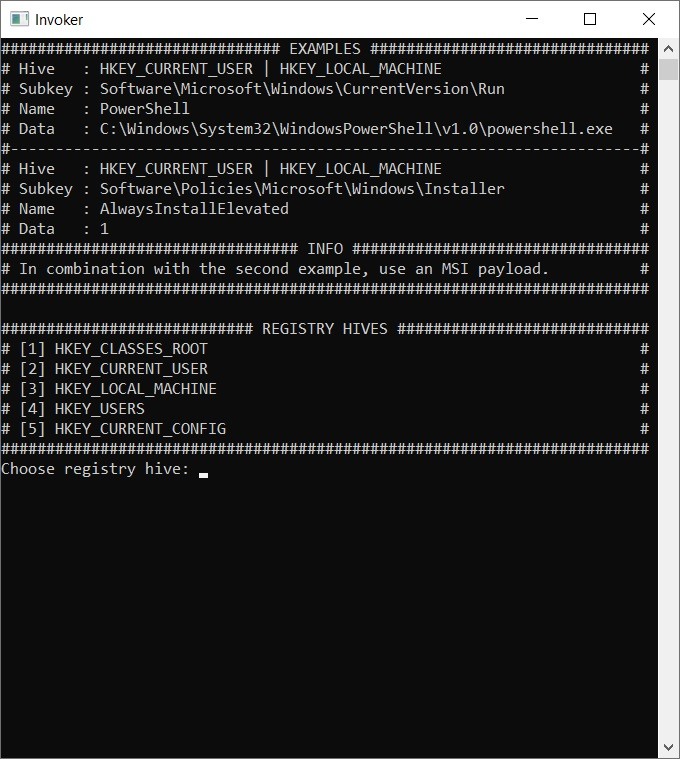 Invoker
############################### EXAMPLES ###############################
# Hive   : HKEY_CURRENT_USER | HKEY_LOCAL_MACHINE                      #
# Subkey : Software\Microsoft\Windows\CurrentVersion\Run               #
# Name   : PowerShell                                                  #
# Data   : C:\Windows\System32\WindowsPowerShell\v1.0\powershell.exe   #
#----------------------------------------------------------------------#
# Hive   : HKEY_CURRENT_USER | HKEY_LOCAL_MACHINE                      #
# Subkey : Software\Policies\Microsoft\Windows\Installer               #
# Name   : AlwaysInstallElevated                                       #
# Data   : 1                                                           #
################################# INFO #################################
# In combination with the second example, use an MSI payload.          #
########################################################################
############################ REGISTRY HIVES ############################
# [1] HKEY_CLASSES_ROOT                                                #
# [2] HKEY_CURRENT_USER                                                #
# [3] HKEY_LOCAL_MACHINE                                               #
# [4] HKEY_USERS                                                       #
# [5] HKEY_CURRENT_CONFIG                                              #
########################################################################
Choose registry hive: _